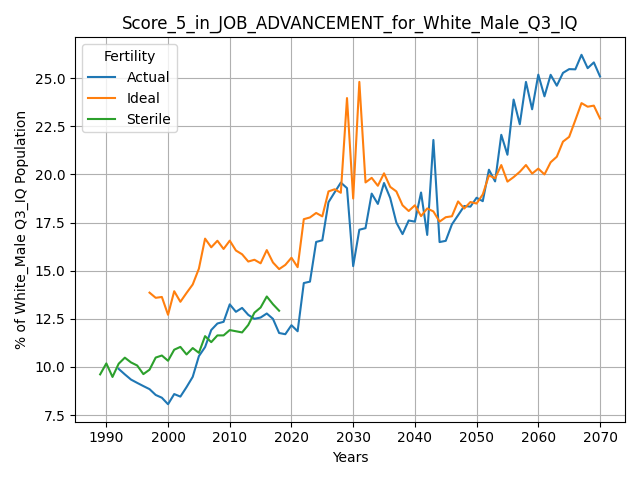 Score_5_in_JOB_ADVANCEMENT_for_White_Male_Q3_IQ
Fertility
Actual
Ideal
Sterile
% of White_Male Q3_IQ Population
25.0
22.5
20.0
17.5
15.0
12.5
10.0
7.5
1990 2000 2010 2020 2030 2040 2050 2060 2070
Years